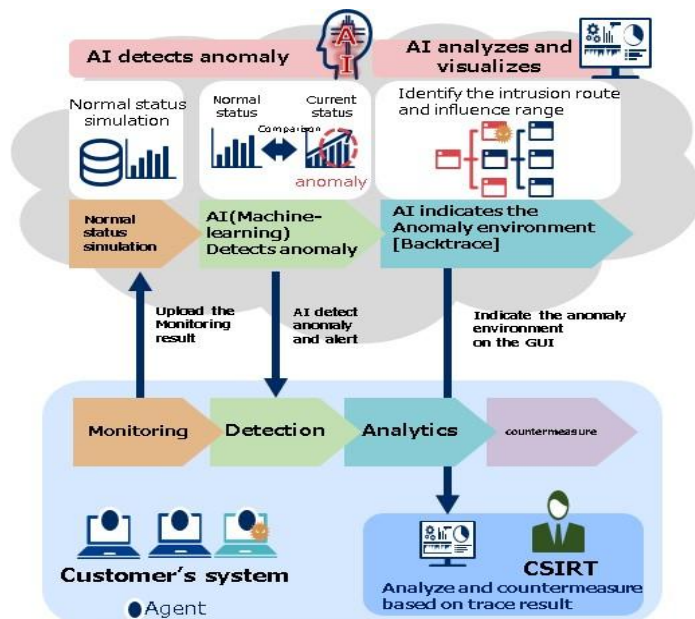 AI detects anomaly
AI
AI analyzes and
visualizes
Normal status
simulation
Normal
status
Current
status
Comparison
anomaly
Identify the intrusion route
and influence range
Normal
status
simulation
AI(Machine-
learning)
Detects anomaly
AI indicates the
Anomaly environment
[Backtrace]
Upload the
Monitoring
result
AI detect
anomaly
and alert
Indicate the anomaly
environment
on the GUI
Monitoring
Detection
Analytics
countermeasure
Customer's system
Agent
CSIRT
Analyze and countermeasure
based on trace result